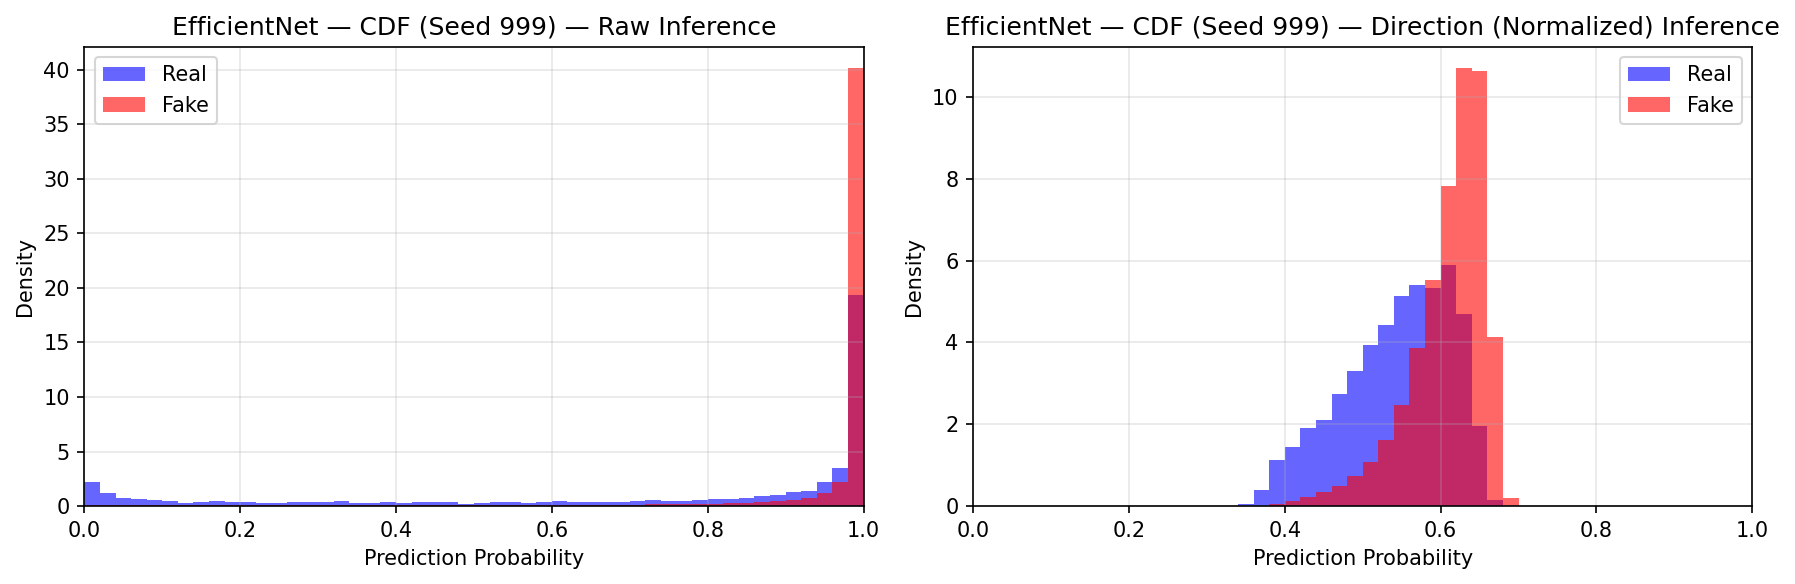 EfficientNet — CDF (Seed 999) — Raw Inference
Real
Fake
40
35
30
25
20
15
10
5
0
Density
0.0 0.2 0.4 0.6 0.8 1.0
Prediction Probability
EfficientNet — CDF (Seed 999) — Direction (Normalized) Inference
Real
Fake
10
8
6
4
2
0
Density
0.0 0.2 0.4 0.6 0.8 1.0
Prediction Probability